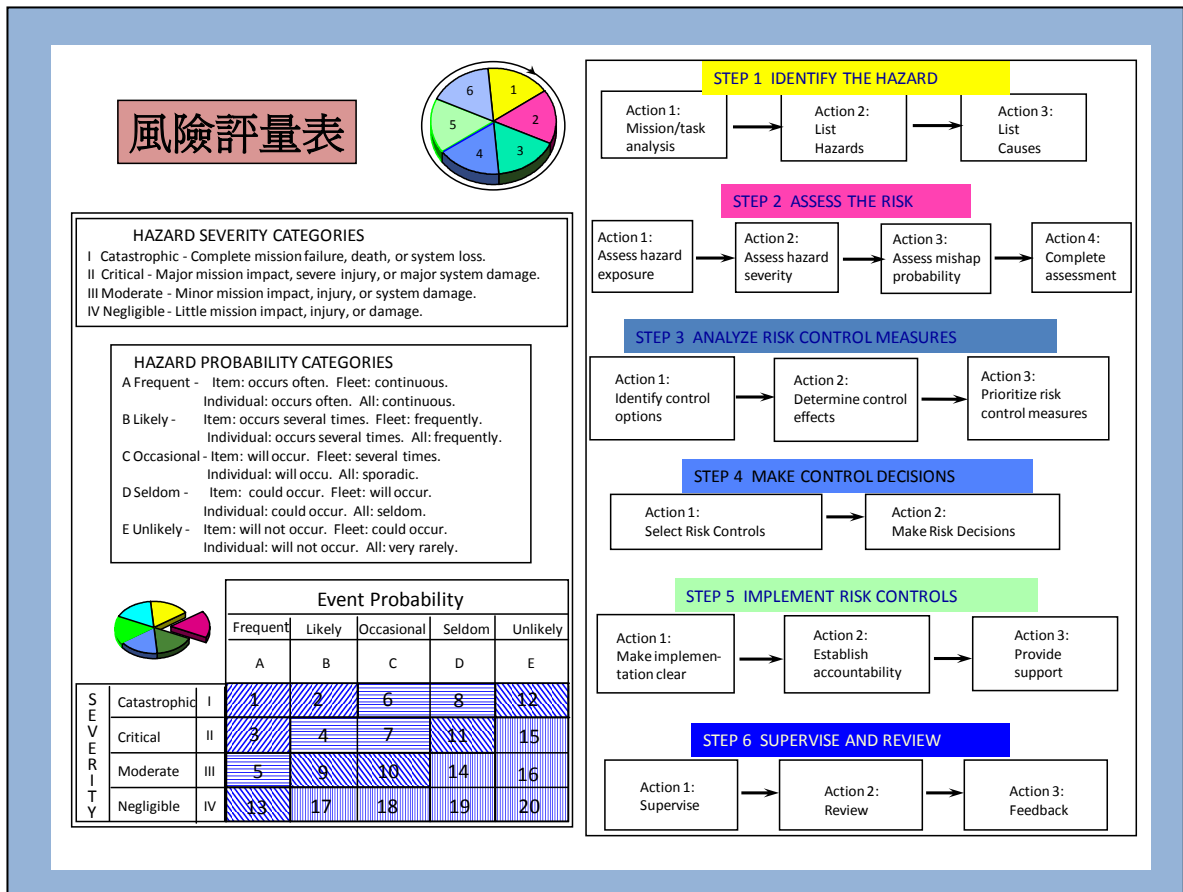 風險評量表
6
1
5
2
4
3
HAZARD SEVERITY CATEGORIES
I Catastrophic - Complete mission failure, death, or system loss.
II Critical - Major mission impact, severe injury, or major system damage.
III Moderate - Minor mission impact, injury, or system damage.
IV Negligible - Little mission impact, injury, or damage.
HAZARD PROBABILITY CATEGORIES
A Frequent - Item: occurs often. Fleet: continuous.
Individual: occurs often. All: continuous.
B Likely - Item: occurs several times. Fleet: frequently.
Individual: occurs several times. All: frequently.
C Occasional - Item: will occur. Fleet: several times.
Individual: will occu. All: sporadic.
D Seldom - Item: could occur. Fleet: will occur.
Individual: could occur. All: seldom.
E Unlikely - Item: will not occur. Fleet: could occur.
Individual: will not occur. All: very rarely.
Event Probability
Frequent Likely Occasional Seldom Unlikely
A B C D E
SEVERITY
Catastrophic I 1 2 6 8 12
Critical II 3 4 7 11 15
Moderate III 5 9 10 14 16
Negligible IV 13 17 18 19 20
STEP 1 IDENTIFY THE HAZARD
Action 1:
Mission/task
analysis
Action 2:
List
Hazards
Action 3:
List
Causes
STEP 2 ASSESS THE RISK
Action 1:
Assess hazard
exposure
Action 2:
Assess hazard
severity
Action 3:
Assess mishap
probability
Action 4:
Complete
assessment
STEP 3 ANALYZE RISK CONTROL MEASURES
Action 1:
Identify control
options
Action 2:
Determine control
effects
Action 3:
Prioritize risk
control measures
STEP 4 MAKE CONTROL DECISIONS
Action 1:
Select Risk Controls
Action 2:
Make Risk Decisions
STEP 5 IMPLEMENT RISK CONTROLS
Action 1:
Make implemen-
tation clear
Action 2:
Establish
accountability
Action 3:
Provide
support
STEP 6 SUPERVISE AND REVIEW
Action 1:
Supervise
Action 2:
Review
Action 3:
Feedback